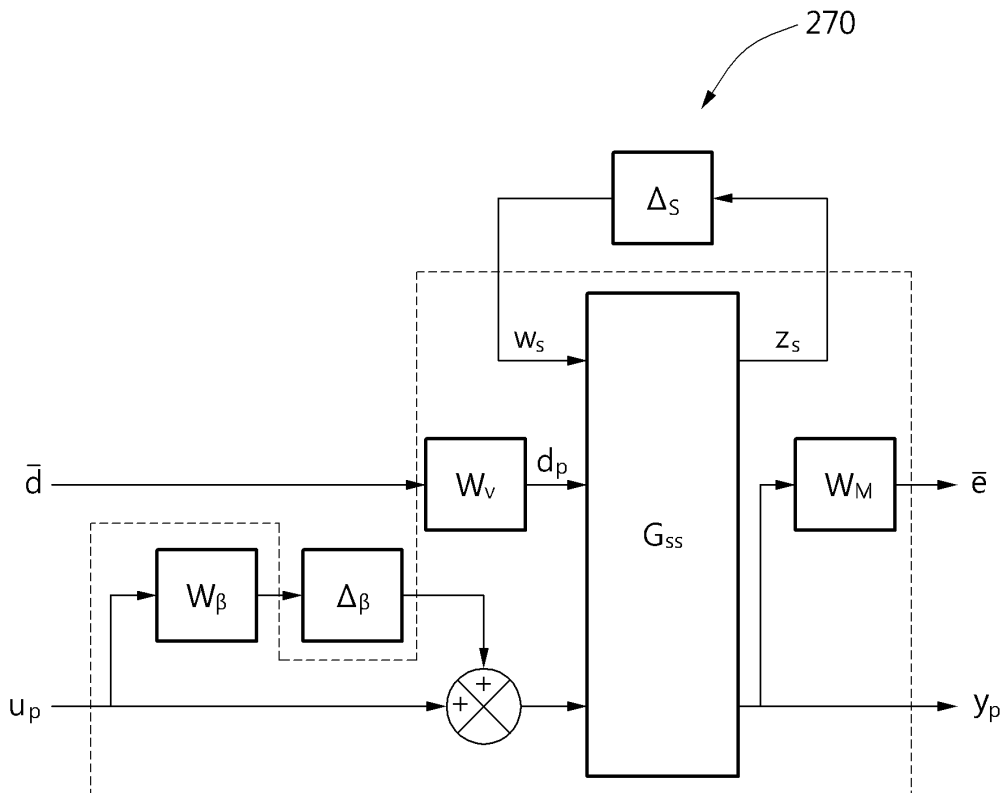 270
Δ_S
w_s
z_s
d̄
W_v
d_p
W_M
ē
G_ss
W_β
Δ_β
+
u_p
+
y_p